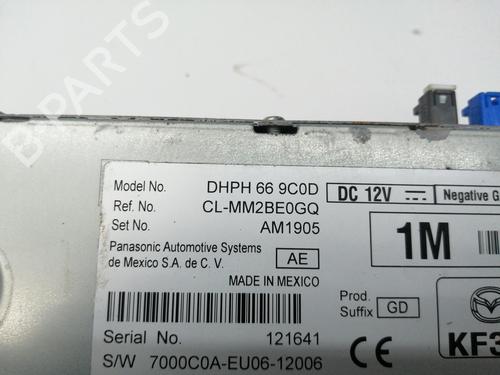 B-PARTS
Model No. DHPH 66 9C0D
DC 12V
Negative G
Ref. No. CL-MM2BE0GQ
Set No. AM1905
1M
Panasonic Automotive Systems
de Mexico S.A. de C. V.
AE
MADE IN MEXICO
Prod.
Suffix
GD
Serial No. 121641
CE
KF3
S/W 7000C0A-EU06-12006